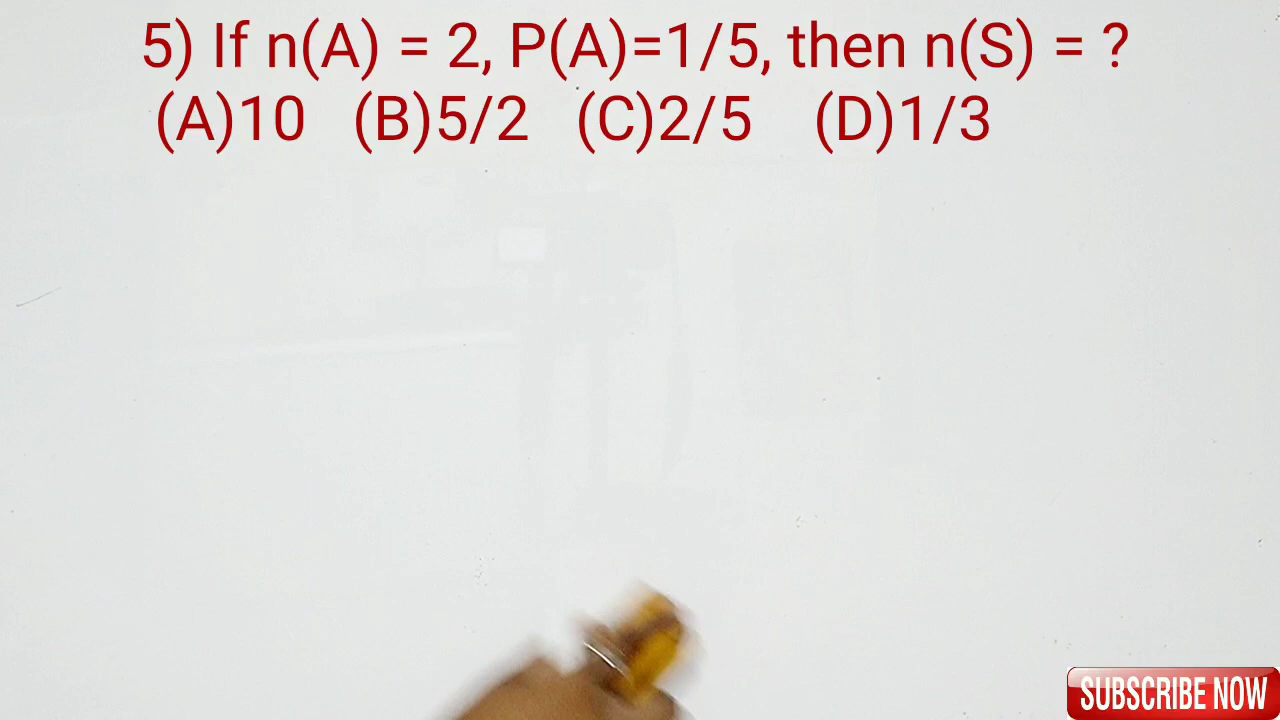 5) If n(A) = 2, P(A)=1/5, then n(S) = ?
(A)10 (B)5/2 (C)2/5 (D)1/3
SUBSCRIBE NOW